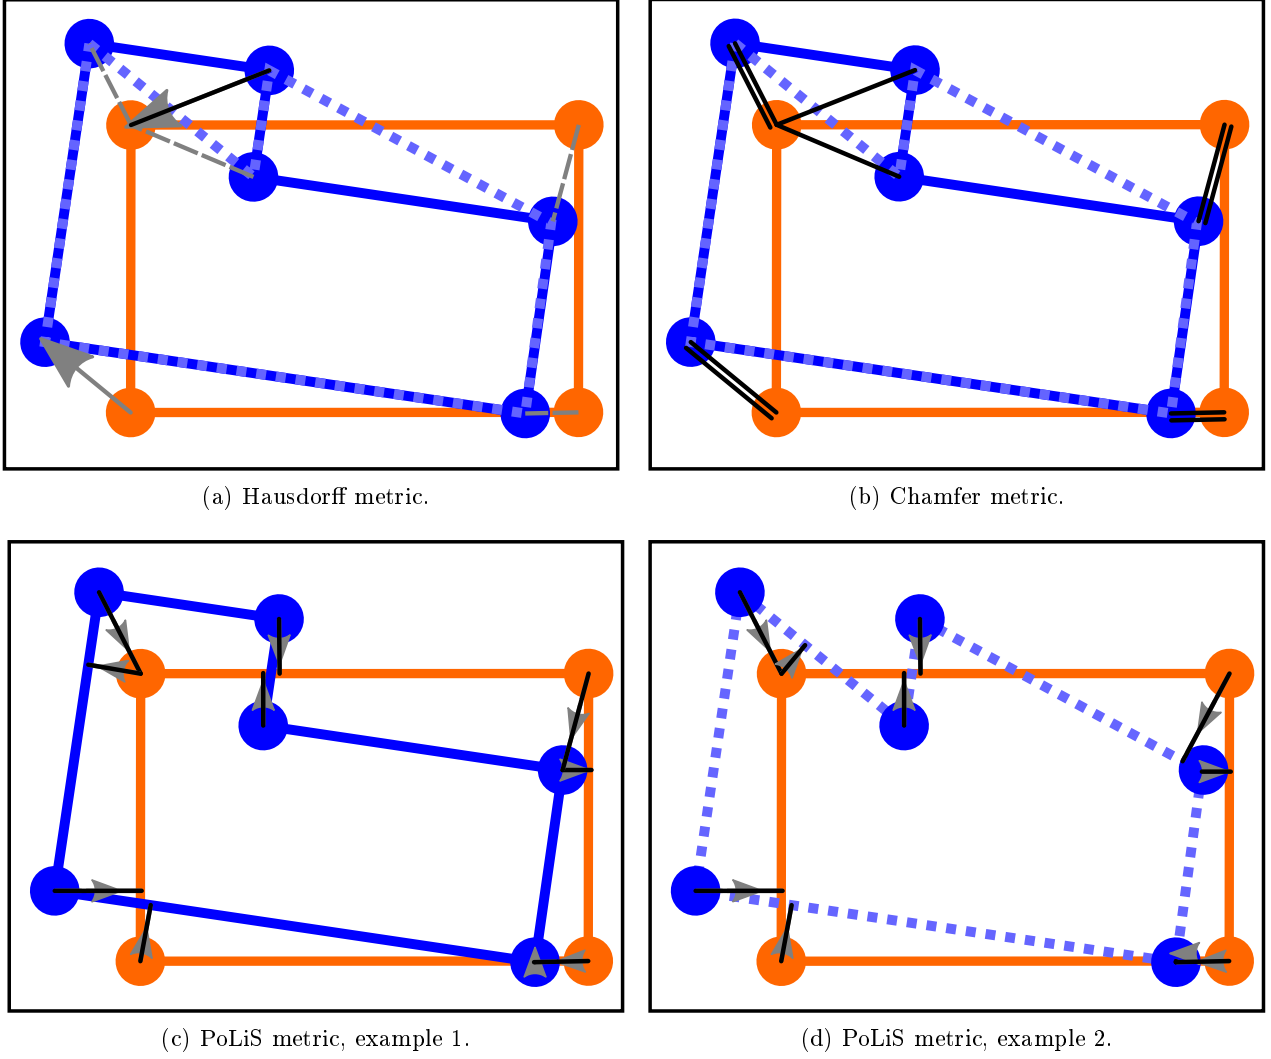 (a) Hausdorff metric.
(b) Chamfer metric.
(c) PoLiS metric, example 1.
(d) PoLiS metric, example 2.